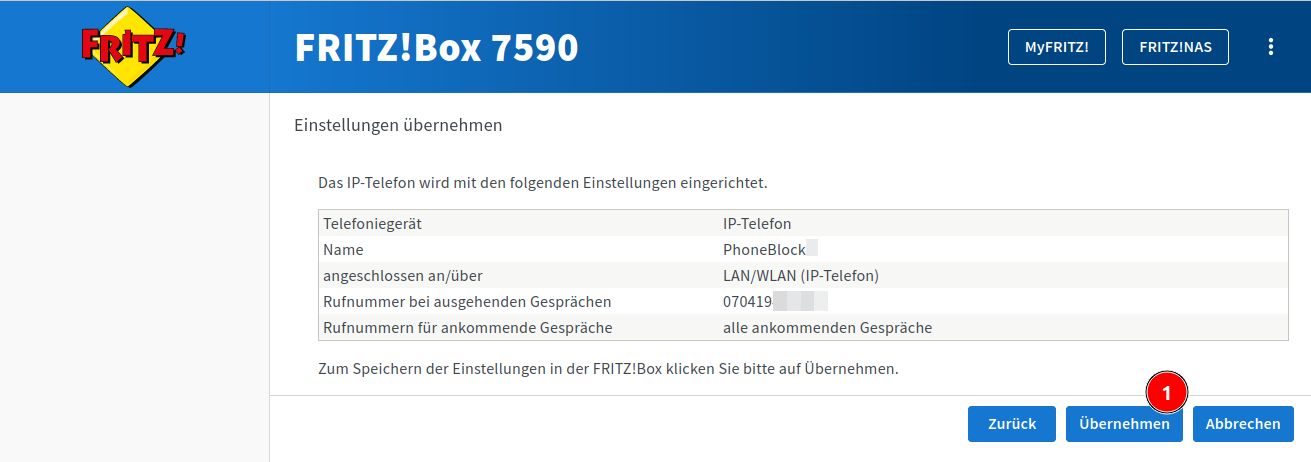 FRITZ!
FRITZ!Box 7590
MyFRITZ!
FRITZ!NAS
Einstellungen übernehmen
Das IP-Telefon wird mit den folgenden Einstellungen eingerichtet.
Telefoniegerät IP-Telefon
Name PhoneBlock
angeschlossen an/über LAN/WLAN (IP-Telefon)
Rufnummer bei ausgehenden Gesprächen 070419
Rufnummern für ankommende Gespräche alle ankommenden Gespräche
Zum Speichern der Einstellungen in der FRITZ!Box klicken Sie bitte auf Übernehmen.
1
Zurück
Übernehmen
Abbrechen